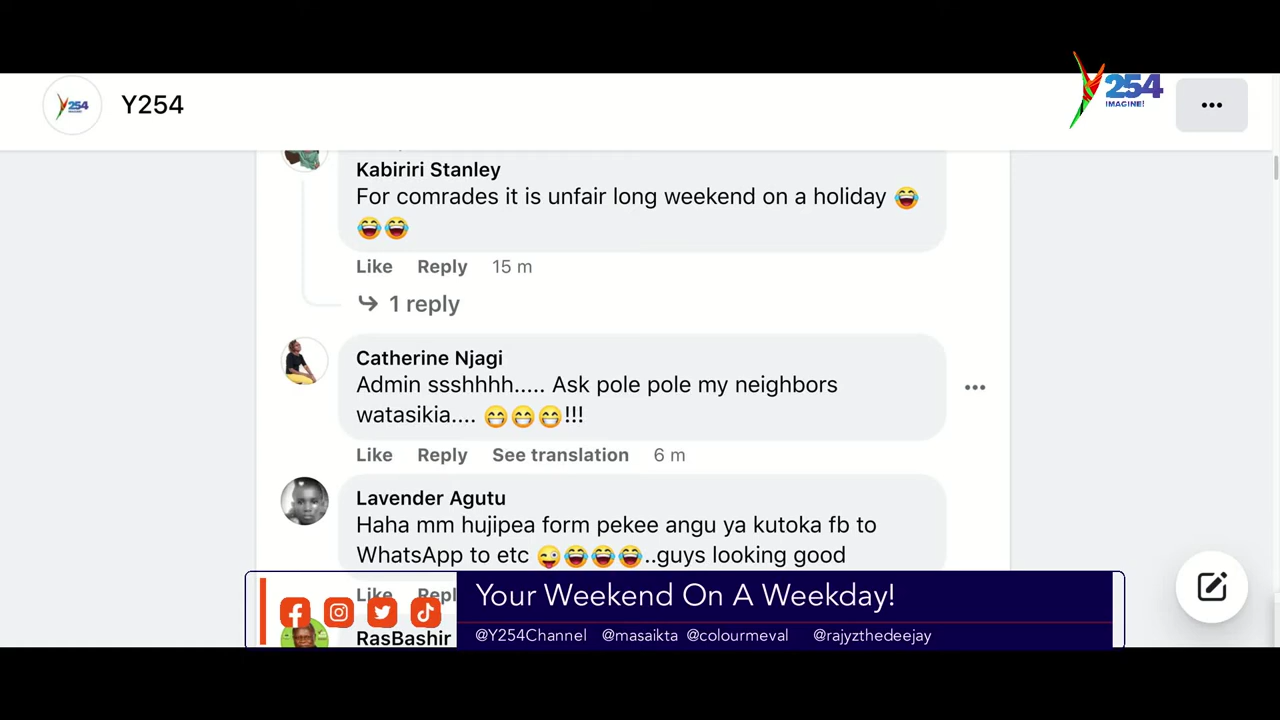 Y254
254
IMAGINE!
Y254
•••
Kabiriri Stanley
For comrades it is unfair long weekend on a holiday 😂
😂😂
Like Reply 15 m
1 reply
Catherine Njagi
Admin ssshhhh..... Ask pole pole my neighbors
watasikia.... 😁😁😁!!!
Like Reply See translation 6 m
Lavender Agutu
Haha mm hujipea form pekee angu ya kutoka fb to
WhatsApp to etc 😜😂😂😂..guys looking good
Like Repl
RasBashir
Your Weekend On A Weekday!
@Y254Channel @masaikta @colourmeval @rajyzthedeejay